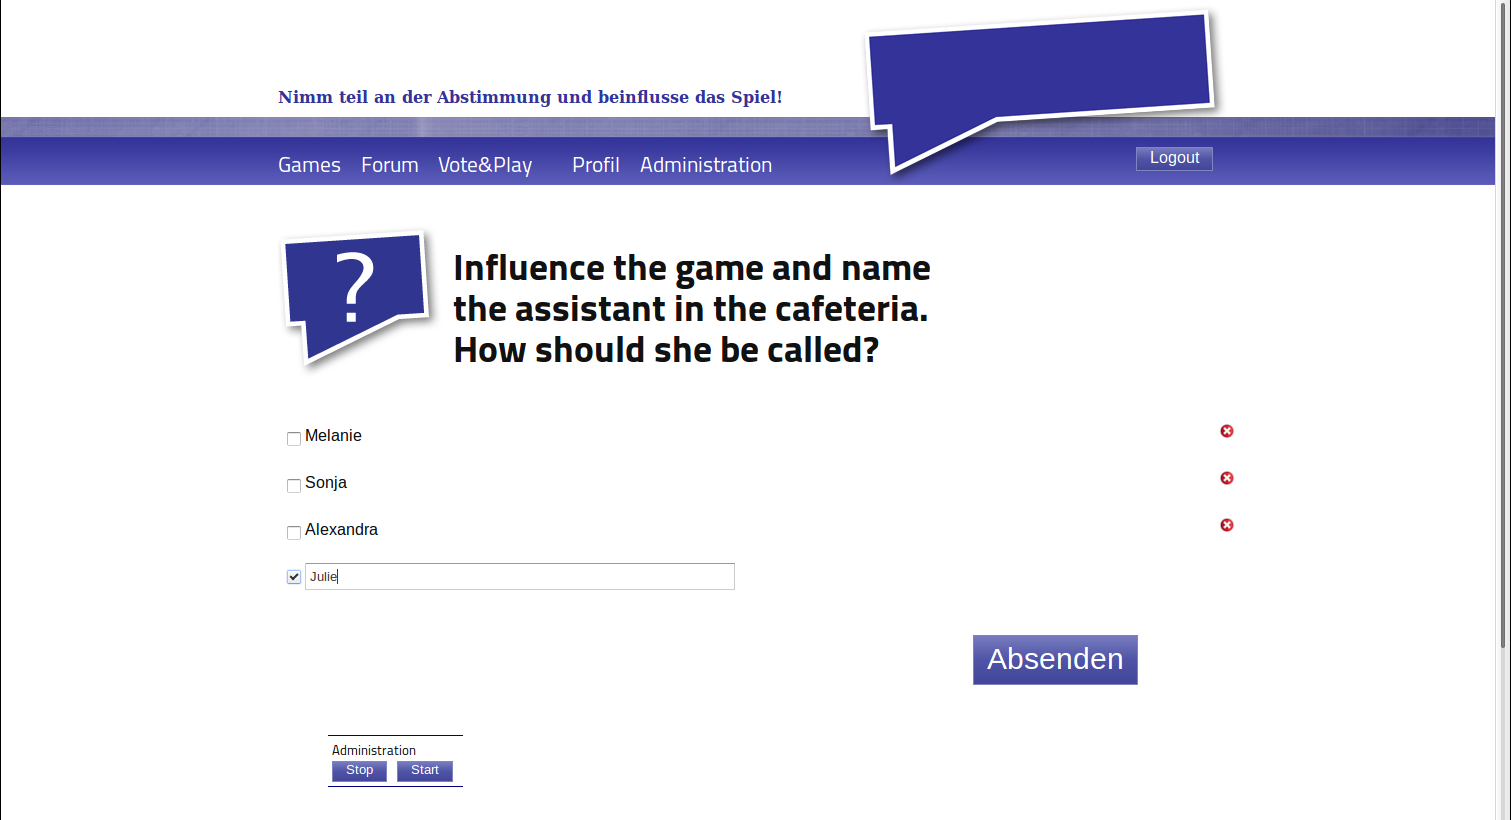 Nimm teil an der Abstimmung und beinflusse das Spiel!
Games Forum Vote&Play Profil Administration Logout
?
Influence the game and name
the assistant in the cafeteria.
How should she be called?
Melanie
Sonja
Alexandra
Julie
Absenden
Administration
Stop Start